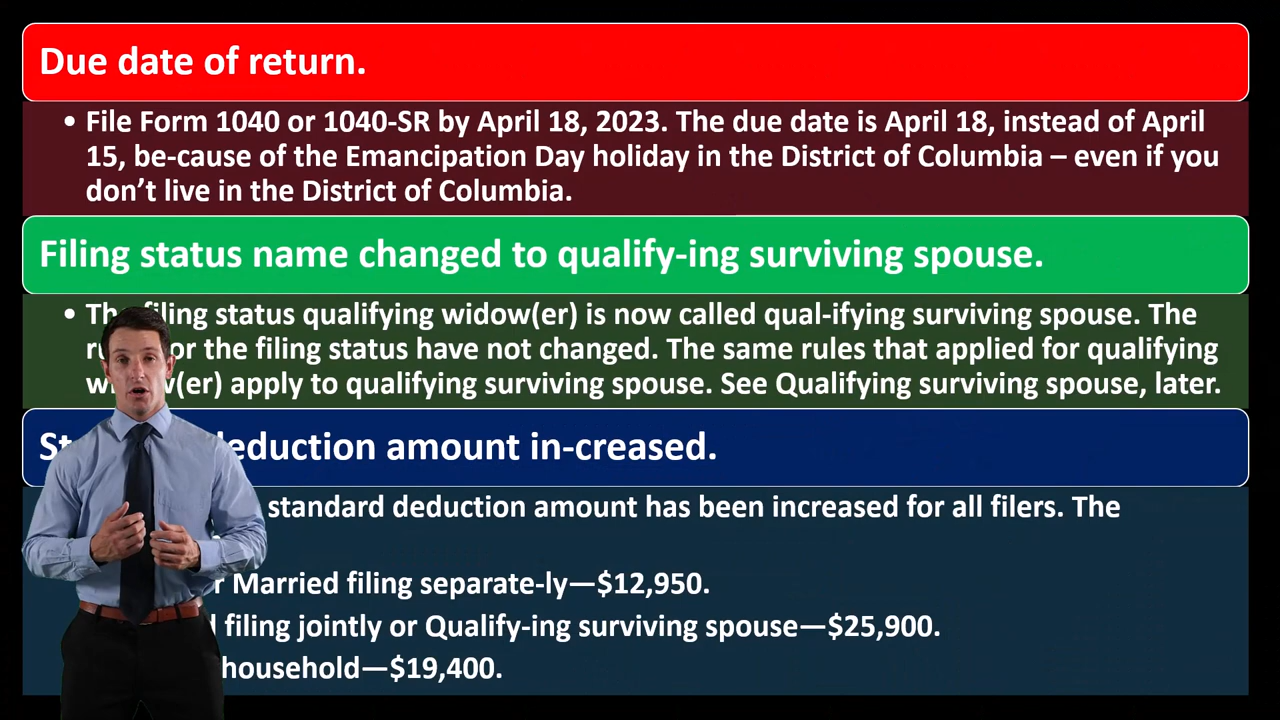 Due date of return.
• File Form 1040 or 1040-SR by April 18, 2023. The due date is April 18, instead of April
15, be-cause of the Emancipation Day holiday in the District of Columbia – even if you
don’t live in the District of Columbia.
Filing status name changed to qualify-ing surviving spouse.
• The filing status qualifying widow(er) is now called qual-ifying surviving spouse. The
for the filing status have not changed. The same rules that applied for qualifying
widow(er) apply to qualifying surviving spouse. See Qualifying surviving spouse, later.
deduction amount in-creased.
standard deduction amount has been increased for all filers. The
Married filing separate-ly—$12,950.
filing jointly or Qualify-ing surviving spouse—$25,900.
household—$19,400.